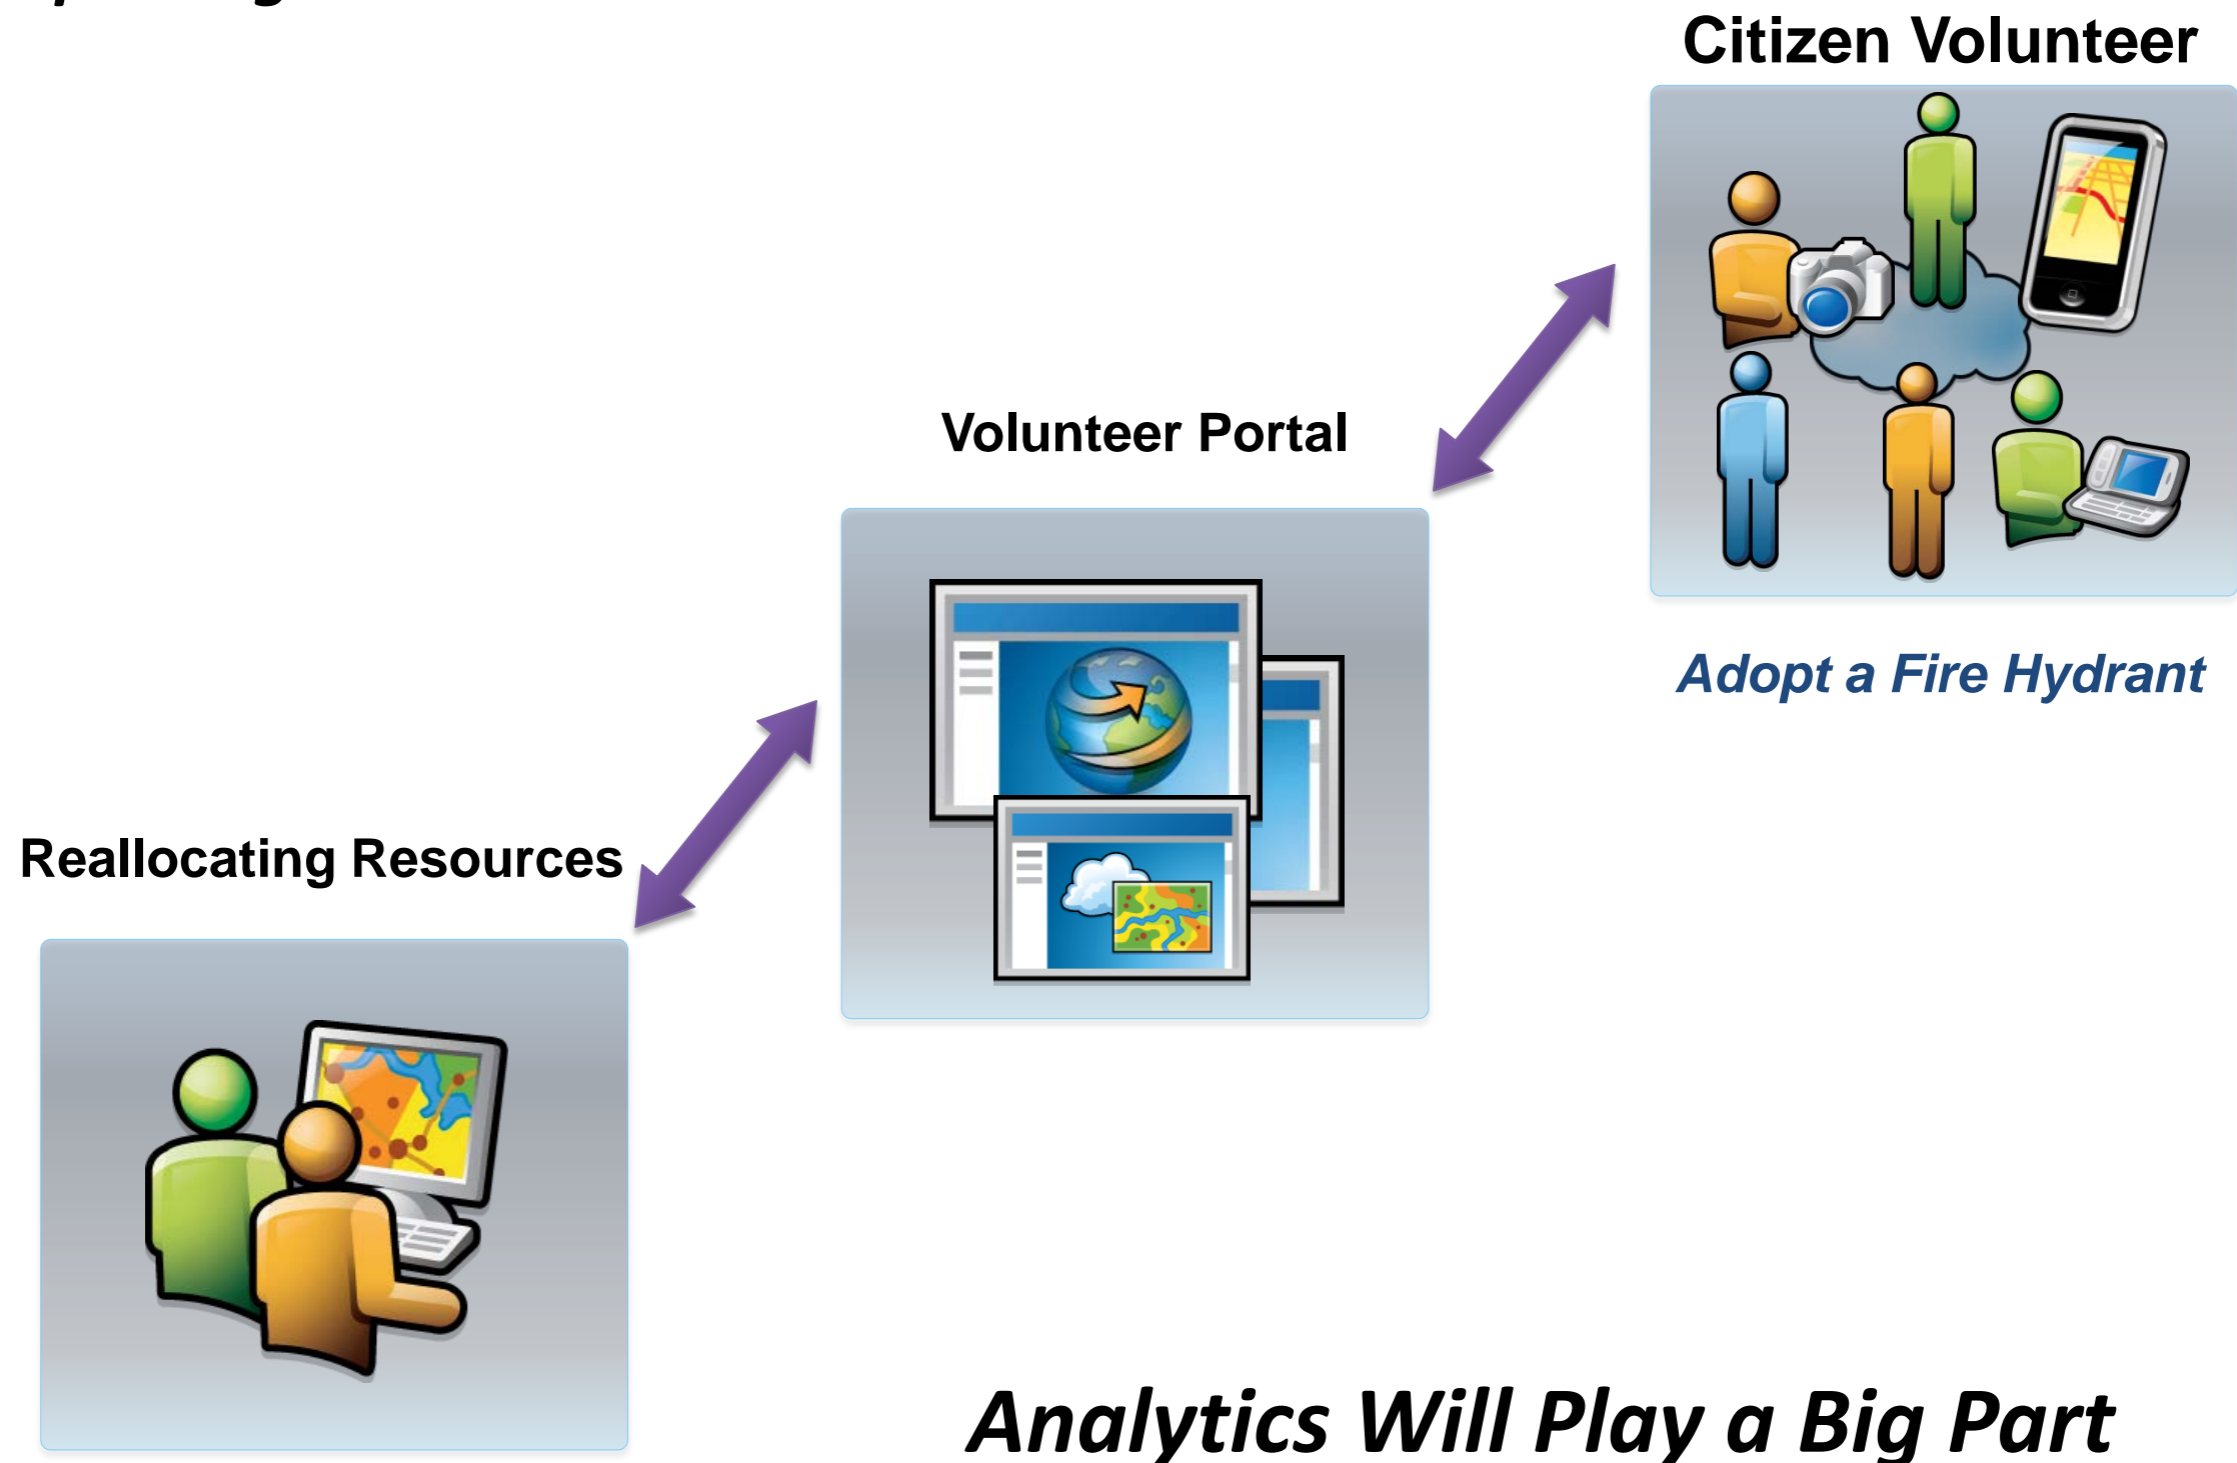 Citizen Volunteer
Volunteer Portal
Adopt a Fire Hydrant
Reallocating Resources
Analytics Will Play a Big Part